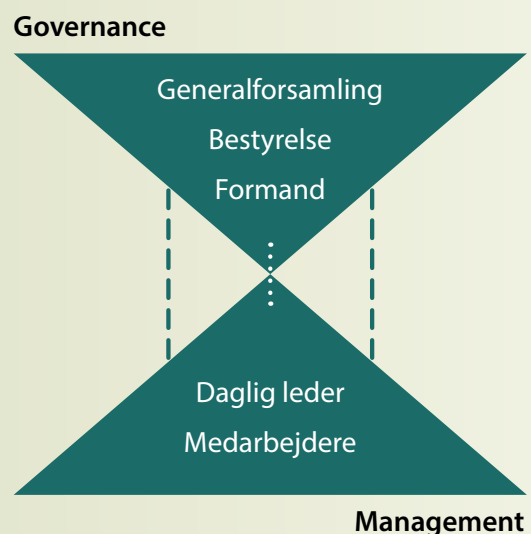 Governance
Generalforsamling
Bestyrelse
Formand
Daglig leder
Medarbejdere
Management